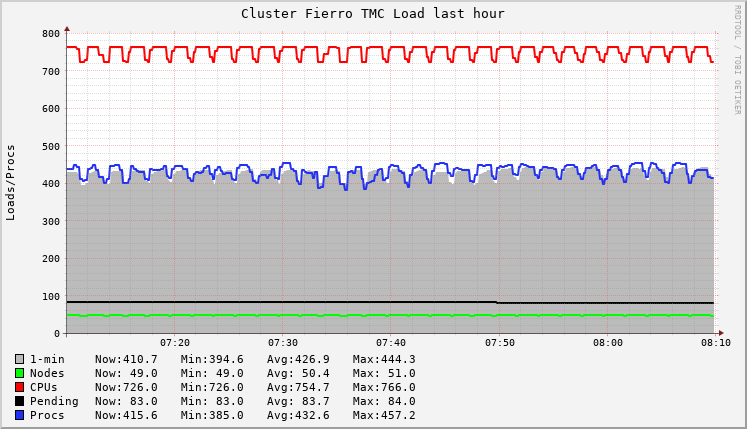 Cluster Fierro TMC Load last hour
RRDTOOL / TOBI OETIKER
Loads/Procs
800
700
600
500
400
300
200
100
0
07:20 07:30 07:40 07:50 08:00 08:10
1-min Now:410.7 Min:394.6 Avg:426.9 Max:444.3
Nodes Now: 49.0 Min: 49.0 Avg: 50.4 Max: 51.0
CPUs Now:726.0 Min:726.0 Avg:754.7 Max:766.0
Pending Now: 83.0 Min: 83.0 Avg: 83.7 Max: 84.0
Procs Now:415.6 Min:385.0 Avg:432.6 Max:457.2